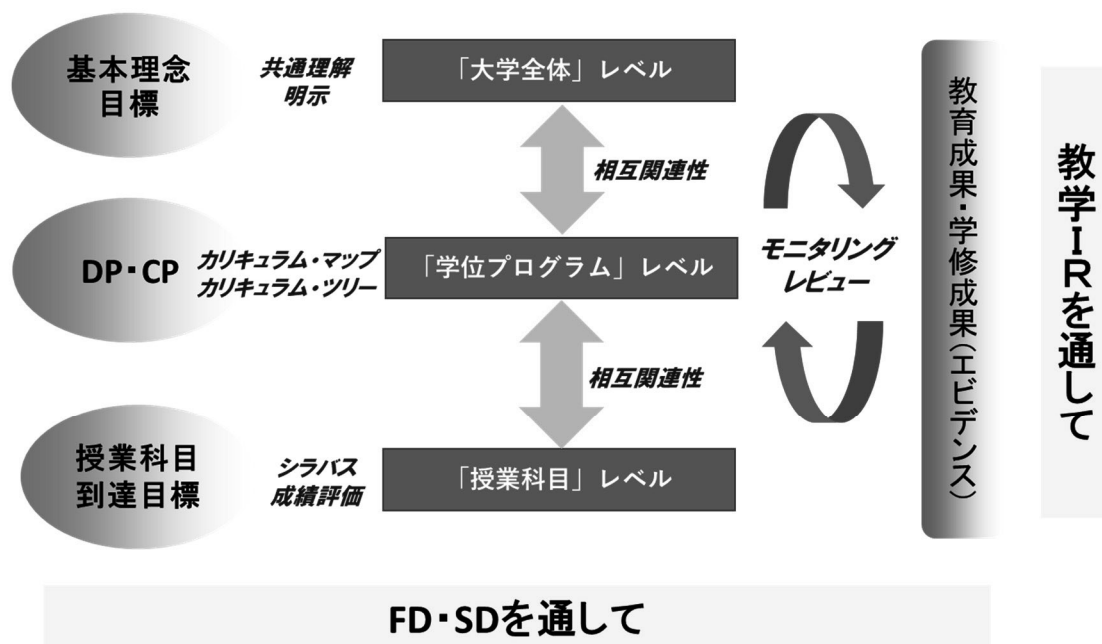 基本理念
目標
共通理解
明示
「大学全体」レベル
相互関連性
DP・CP
カリキュラム・マップ
カリキュラム・ツリー
「学位プログラム」レベル
モニタリング
レビュー
相互関連性
授業科目
到達目標
シラバス
成績評価
「授業科目」レベル
教育成果・学修成果(エビデンス)
教学IRを通して
FD・SDを通して